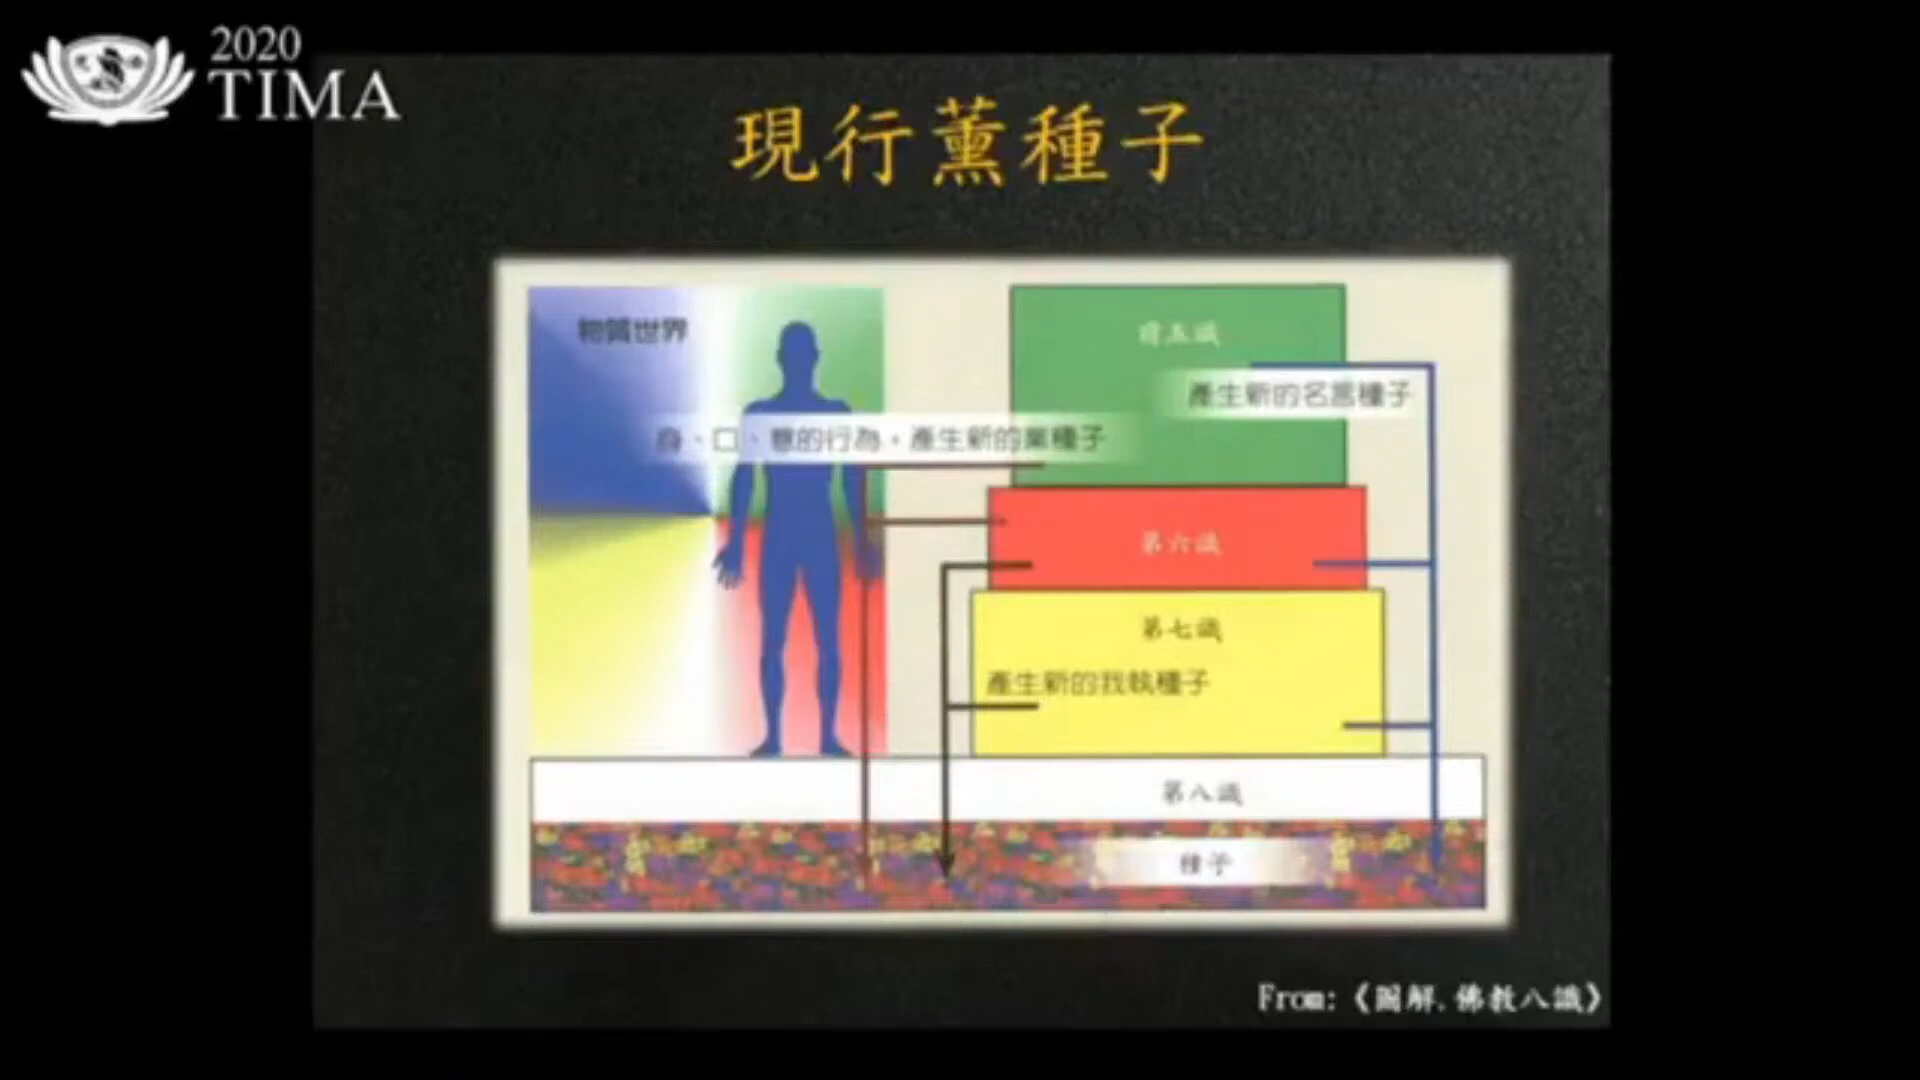 2020
TIMA
現行薰種子
物質世界
前五識
產生新的名言種子
身、口、意的行為，產生新的業種子
第六識
第七識
產生新的我執種子
第八識
種子
From:《圖解.佛教八識》